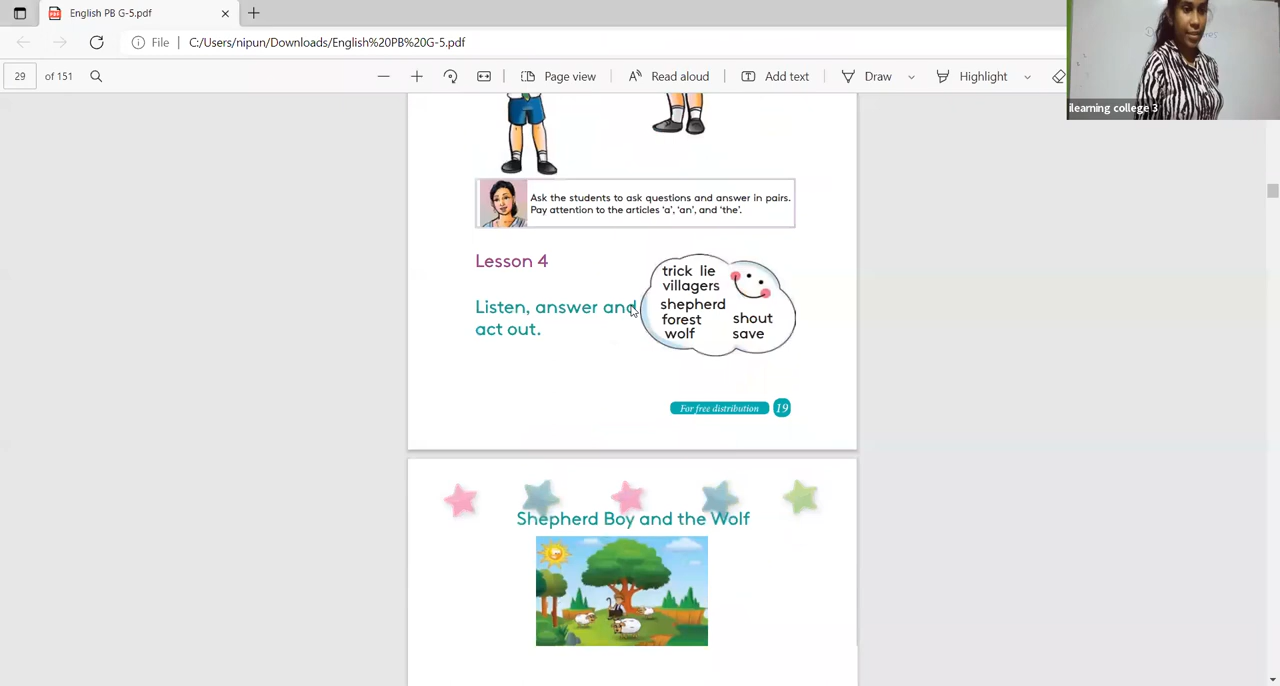 English PB G-5.pdf
File
C:/Users/nipun/Downloads/English%20PB%20G-5.pdf
29
of 151
Page view
Read aloud
Add text
Draw
Highlight
ilearning college 3
Ask the students to ask questions and answer in pairs.
Pay attention to the articles 'a', 'an', and 'the'.
Lesson 4
Listen, answer and
act out.
trick lie
villagers
shepherd
forest
wolf
shout
save
For free distribution
19
Shepherd Boy and the Wolf